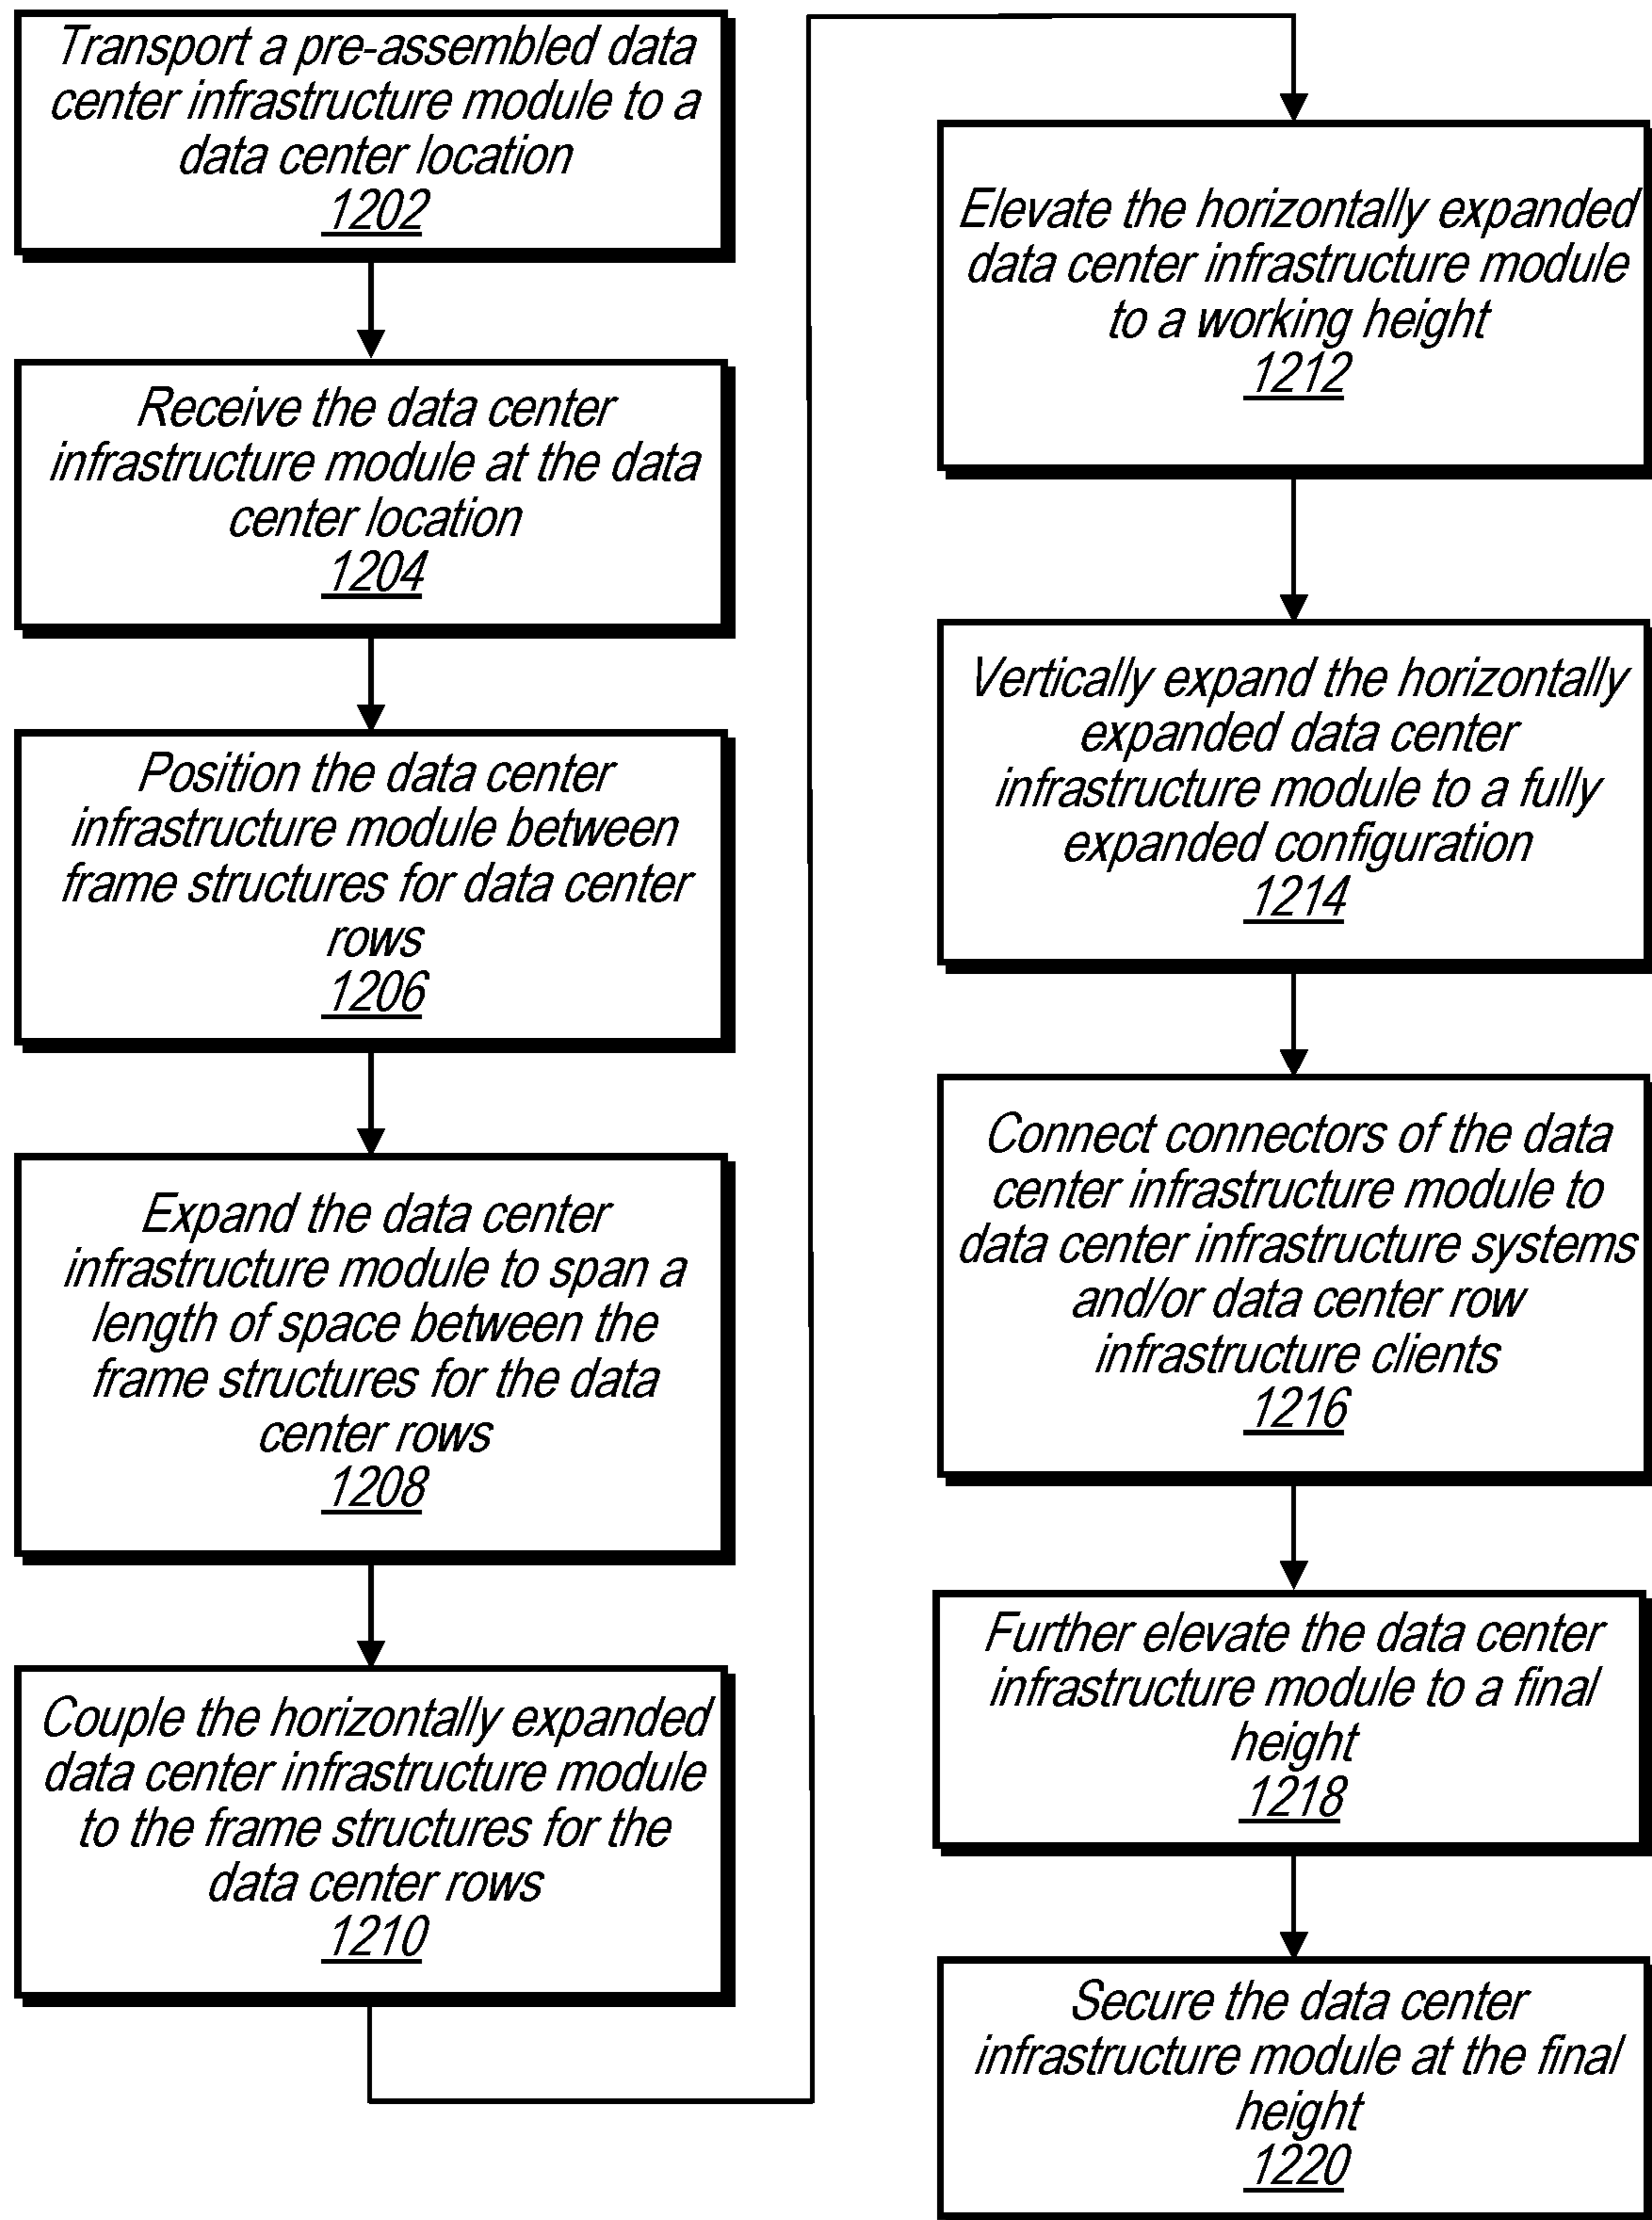 Transport a pre-assembled data
center infrastructure module to a
data center location
1202
Receive the data center
infrastructure module at the data
center location
1204
Position the data center
infrastructure module between
frame structures for data center
rows
1206
Expand the data center
infrastructure module to span a
length of space between the
frame structures for the data
center rows
1208
Couple the horizontally expanded
data center infrastructure module
to the frame structures for the
data center rows
1210
Elevate the horizontally expanded
data center infrastructure module
to a working height
1212
Vertically expand the horizontally
expanded data center
infrastructure module to a fully
expanded configuration
1214
Connect connectors of the data
center infrastructure module to
data center infrastructure systems
and/or data center row
infrastructure clients
1216
Further elevate the data center
infrastructure module to a final
height
1218
Secure the data center
infrastructure module at the final
height
1220